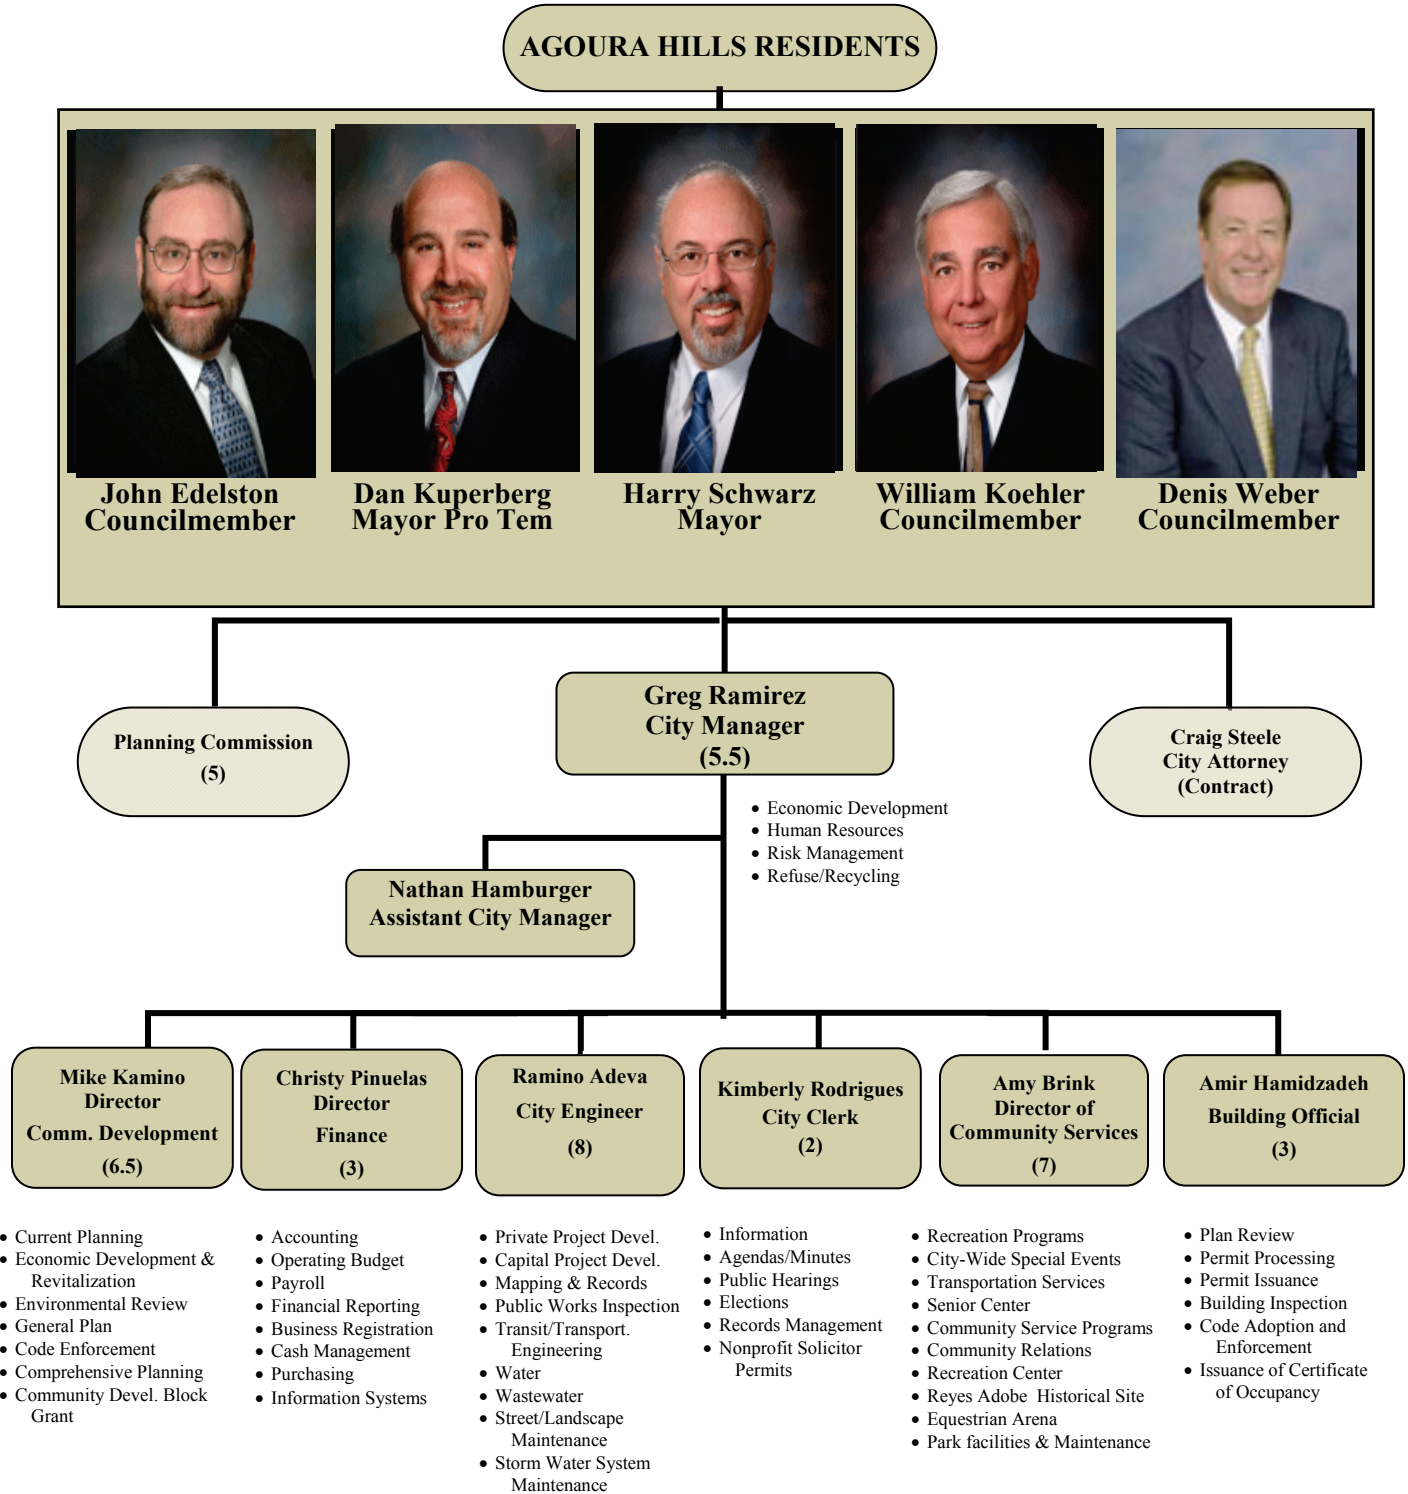 AGOURA HILLS RESIDENTS
John Edelston
Councilmember
Dan Kuperberg
Mayor Pro Tem
Harry Schwarz
Mayor
William Koehler
Councilmember
Denis Weber
Councilmember
Planning Commission
(5)
Greg Ramirez
City Manager
(5.5)
Craig Steele
City Attorney
(Contract)
• Economic Development
• Human Resources
• Risk Management
• Refuse/Recycling
Nathan Hamburger
Assistant City Manager
Mike Kamino
Director
Comm. Development
(6.5)
Christy Pinuelas
Director
Finance
(3)
Ramino Adeva
City Engineer
(8)
Kimberly Rodrigues
City Clerk
(2)
Amy Brink
Director of
Community Services
(7)
Amir Hamidzadeh
Building Official
(3)
• Current Planning
• Economic Development &
Revitalization
• Environmental Review
• General Plan
• Code Enforcement
• Comprehensive Planning
• Community Devel. Block
Grant
• Accounting
• Operating Budget
• Payroll
• Financial Reporting
• Business Registration
• Cash Management
• Purchasing
• Information Systems
• Private Project Devel.
• Capital Project Devel.
• Mapping & Records
• Public Works Inspection
• Transit/Transport.
Engineering
• Water
• Wastewater
• Street/Landscape
Maintenance
• Storm Water System
Maintenance
• Information
• Agendas/Minutes
• Public Hearings
• Elections
• Records Management
• Nonprofit Solicitor
Permits
• Recreation Programs
• City-Wide Special Events
• Transportation Services
• Senior Center
• Community Service Programs
• Community Relations
• Recreation Center
• Reyes Adobe Historical Site
• Equestrian Arena
• Park facilities & Maintenance
• Plan Review
• Permit Processing
• Permit Issuance
• Building Inspection
• Code Adoption and
Enforcement
• Issuance of Certificate
of Occupancy